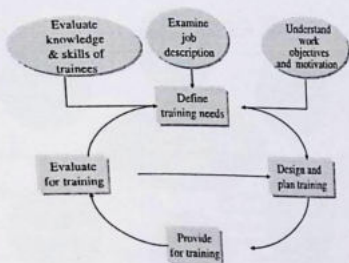 Evaluate
knowledge
& skills of
trainees
Examine
job
description
Understand
work
objectives
and motivation
Define
training needs
Evaluate
for training
Design and
plan training
Provide
for training